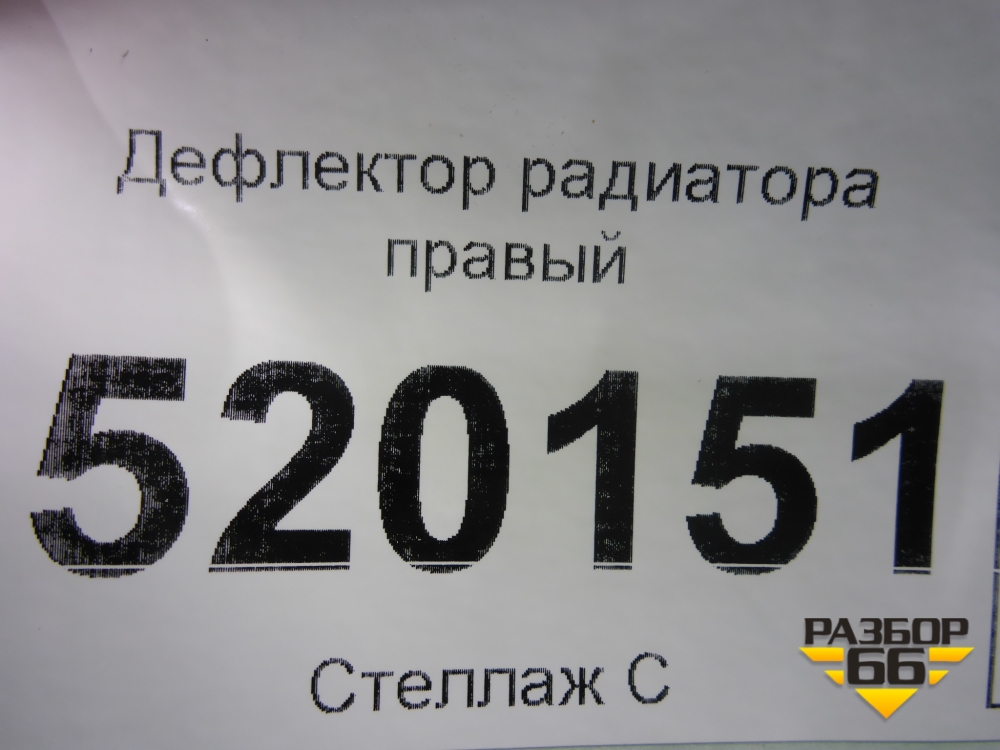 Дефлектор радиатора
правый
520151
Стеллаж С
РАЗБОР
66